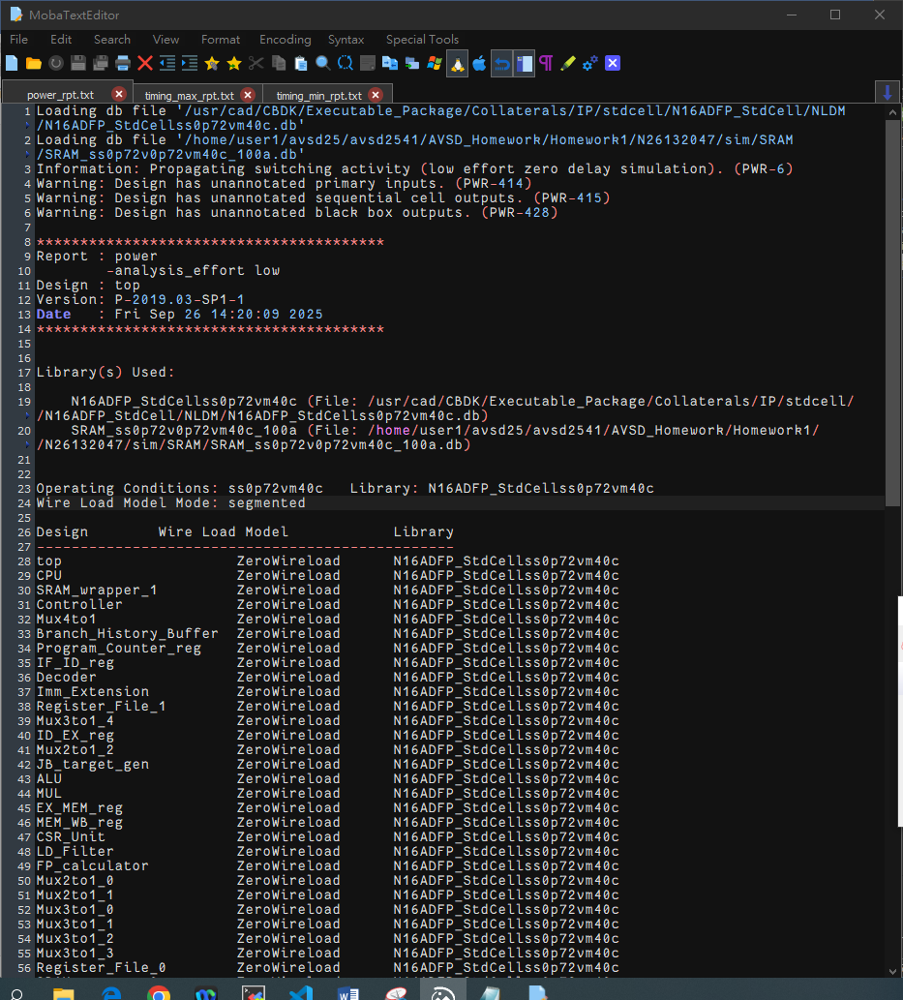 MobaTextEditor
File Edit Search View Format Encoding Syntax Special Tools
power_rpt.txt timing_max_rpt.txt timing_min_rpt.txt
1 Loading db file '/usr/cad/CBDK/Executable_Package/Collaterals/IP/stdcell/N16ADFP_StdCell/NLDM
/N16ADFP_StdCellss0p72vm40c.db'
2 Loading db file '/home/user1/avsd25/avsd2541/AVSD_Homework/Homework1/N26132047/sim/SRAM
/SRAM_ss0p72v0p72vm40c_100a.db'
3 Information: Propagating switching activity (low effort zero delay simulation). (PWR-6)
4 Warning: Design has unannotated primary inputs. (PWR-414)
5 Warning: Design has unannotated sequential cell outputs. (PWR-415)
6 Warning: Design has unannotated black box outputs. (PWR-428)
7
8 ****************************************
9 Report : power
10 -analysis_effort low
11 Design : top
12 Version: P-2019.03-SP1-1
13 Date   : Fri Sep 26 14:20:09 2025
14 ****************************************
15
16
17 Library(s) Used:
18
19 N16ADFP_StdCellss0p72vm40c (File: /usr/cad/CBDK/Executable_Package/Collaterals/IP/stdcell/
/N16ADFP_StdCell/NLDM/N16ADFP_StdCellss0p72vm40c.db)
20 SRAM_ss0p72v0p72vm40c_100a (File: /home/user1/avsd25/avsd2541/AVSD_Homework/Homework1/
/N26132047/sim/SRAM/SRAM_ss0p72v0p72vm40c_100a.db)
21
22
23 Operating Conditions: ss0p72vm40c   Library: N16ADFP_StdCellss0p72vm40c
24 Wire Load Model Mode: segmented
25
26 Design        Wire Load Model            Library
27 ------------------------------------------------
28 top                    ZeroWireload      N16ADFP_StdCellss0p72vm40c
29 CPU                    ZeroWireload      N16ADFP_StdCellss0p72vm40c
30 SRAM_wrapper_1         ZeroWireload      N16ADFP_StdCellss0p72vm40c
31 Controller             ZeroWireload      N16ADFP_StdCellss0p72vm40c
32 Mux4to1                ZeroWireload      N16ADFP_StdCellss0p72vm40c
33 Branch_History_Buffer  ZeroWireload      N16ADFP_StdCellss0p72vm40c
34 Program_Counter_reg    ZeroWireload      N16ADFP_StdCellss0p72vm40c
35 IF_ID_reg              ZeroWireload      N16ADFP_StdCellss0p72vm40c
36 Decoder                ZeroWireload      N16ADFP_StdCellss0p72vm40c
37 Imm_Extension          ZeroWireload      N16ADFP_StdCellss0p72vm40c
38 Register_File_1        ZeroWireload      N16ADFP_StdCellss0p72vm40c
39 Mux3to1_4              ZeroWireload      N16ADFP_StdCellss0p72vm40c
40 ID_EX_reg              ZeroWireload      N16ADFP_StdCellss0p72vm40c
41 Mux2to1_2              ZeroWireload      N16ADFP_StdCellss0p72vm40c
42 JB_target_gen          ZeroWireload      N16ADFP_StdCellss0p72vm40c
43 ALU                    ZeroWireload      N16ADFP_StdCellss0p72vm40c
44 MUL                    ZeroWireload      N16ADFP_StdCellss0p72vm40c
45 EX_MEM_reg             ZeroWireload      N16ADFP_StdCellss0p72vm40c
46 MEM_WB_reg             ZeroWireload      N16ADFP_StdCellss0p72vm40c
47 CSR_Unit               ZeroWireload      N16ADFP_StdCellss0p72vm40c
48 LD_Filter              ZeroWireload      N16ADFP_StdCellss0p72vm40c
49 FP_calculator          ZeroWireload      N16ADFP_StdCellss0p72vm40c
50 Mux2to1_0              ZeroWireload      N16ADFP_StdCellss0p72vm40c
51 Mux2to1_1              ZeroWireload      N16ADFP_StdCellss0p72vm40c
52 Mux3to1_0              ZeroWireload      N16ADFP_StdCellss0p72vm40c
53 Mux3to1_1              ZeroWireload      N16ADFP_StdCellss0p72vm40c
54 Mux3to1_2              ZeroWireload      N16ADFP_StdCellss0p72vm40c
55 Mux3to1_3              ZeroWireload      N16ADFP_StdCellss0p72vm40c
56 Register_File_0        ZeroWireload      N16ADFP_StdCellss0p72vm40c